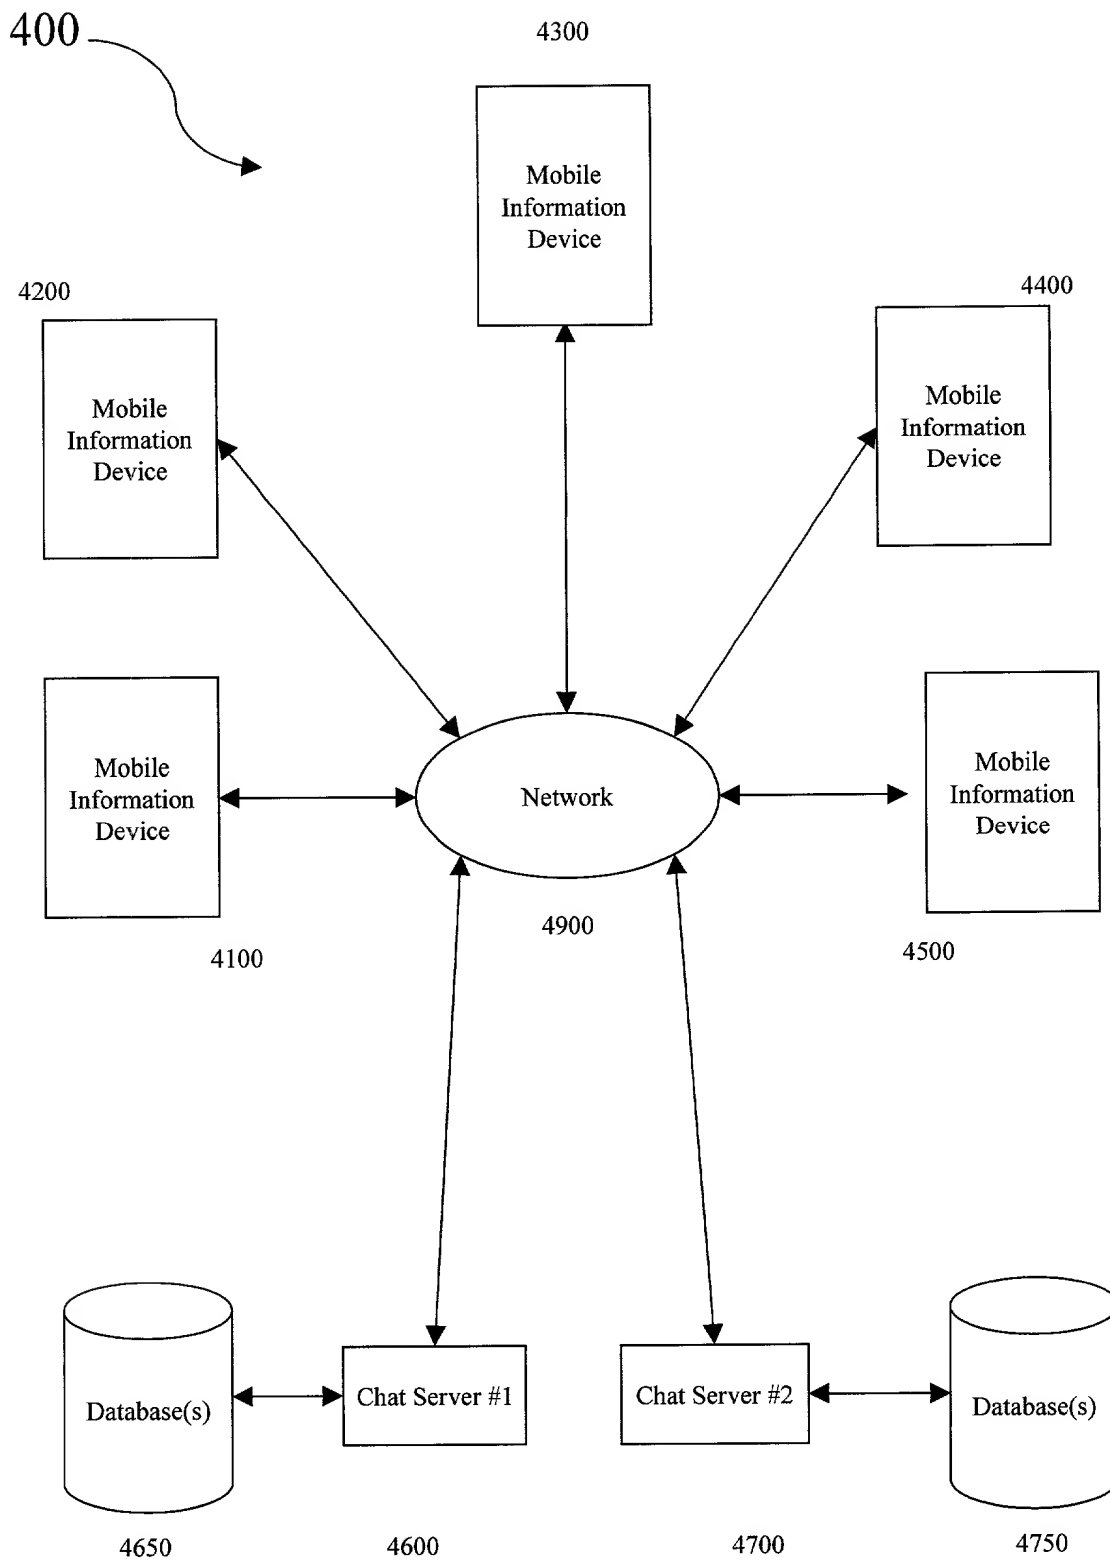 400
4300
Mobile
Information
Device
4200
Mobile
Information
Device
4400
Mobile
Information
Device
Mobile
Information
Device
4100
Network
4900
Mobile
Information
Device
4500
Database(s)
Chat Server #1
Chat Server #2
Database(s)
4650
4600
4700
4750